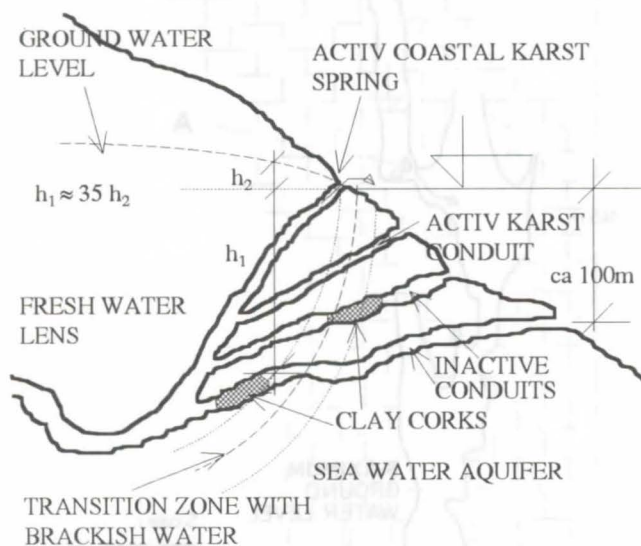 GROUND WATER
LEVEL
ACTIV COASTAL KARST
SPRING
h₂
h₁ ≈ 35 h₂
h₁
ACTIV KARST
CONDUIT
ca 100m
FRESH WATER
LENS
INACTIVE
CONDUITS
CLAY CORKS
SEA WATER AQUIFER
TRANSITION ZONE WITH
BRACKISH WATER